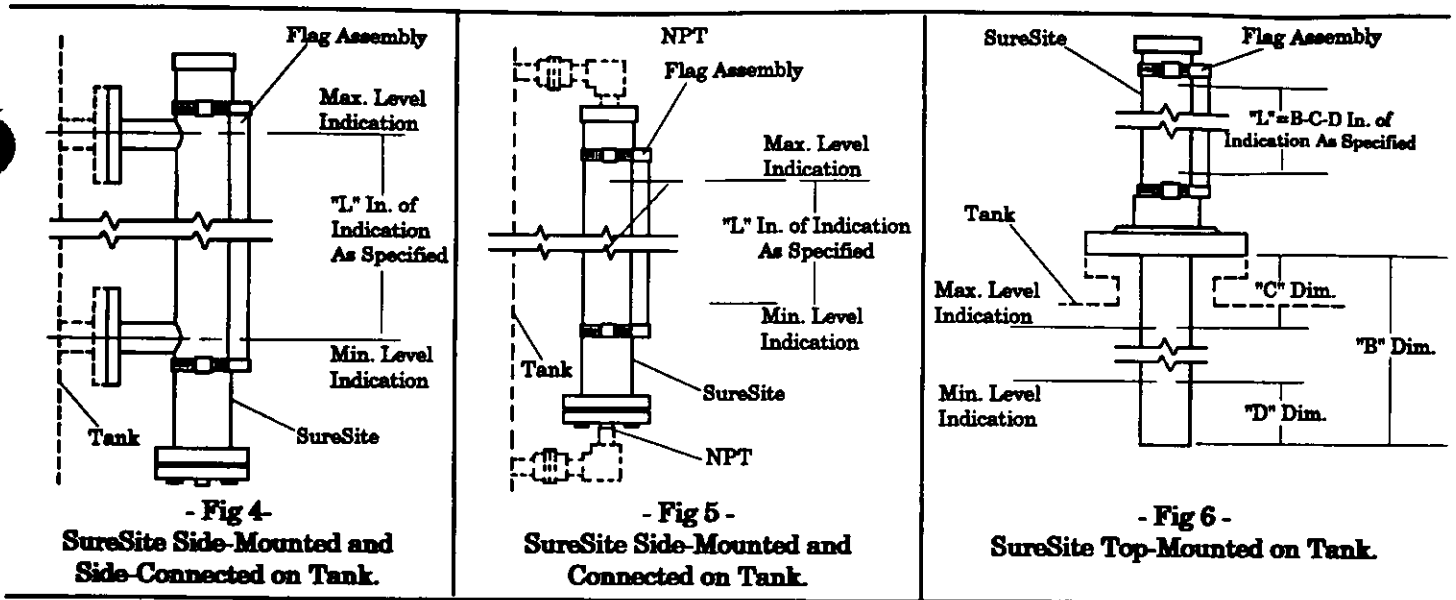 Flag Assembly
Max. Level
Indication
"L" In. of
Indication
As Specified
Min. Level
Indication
Tank
SureSite
- Fig 4-
SureSite Side-Mounted and
Side-Connected on Tank.
NPT
Flag Assembly
Max. Level
Indication
"L" In. of Indication
As Specified
Min. Level
Indication
Tank
SureSite
NPT
- Fig 5 -
SureSite Side-Mounted and
Connected on Tank.
SureSite
Flag Assembly
"L"=B-C-D In. of
Indication As Specified
Tank
Max. Level
Indication
"C" Dim.
"B" Dim.
Min. Level
Indication
"D" Dim.
- Fig 6 -
SureSite Top-Mounted on Tank.